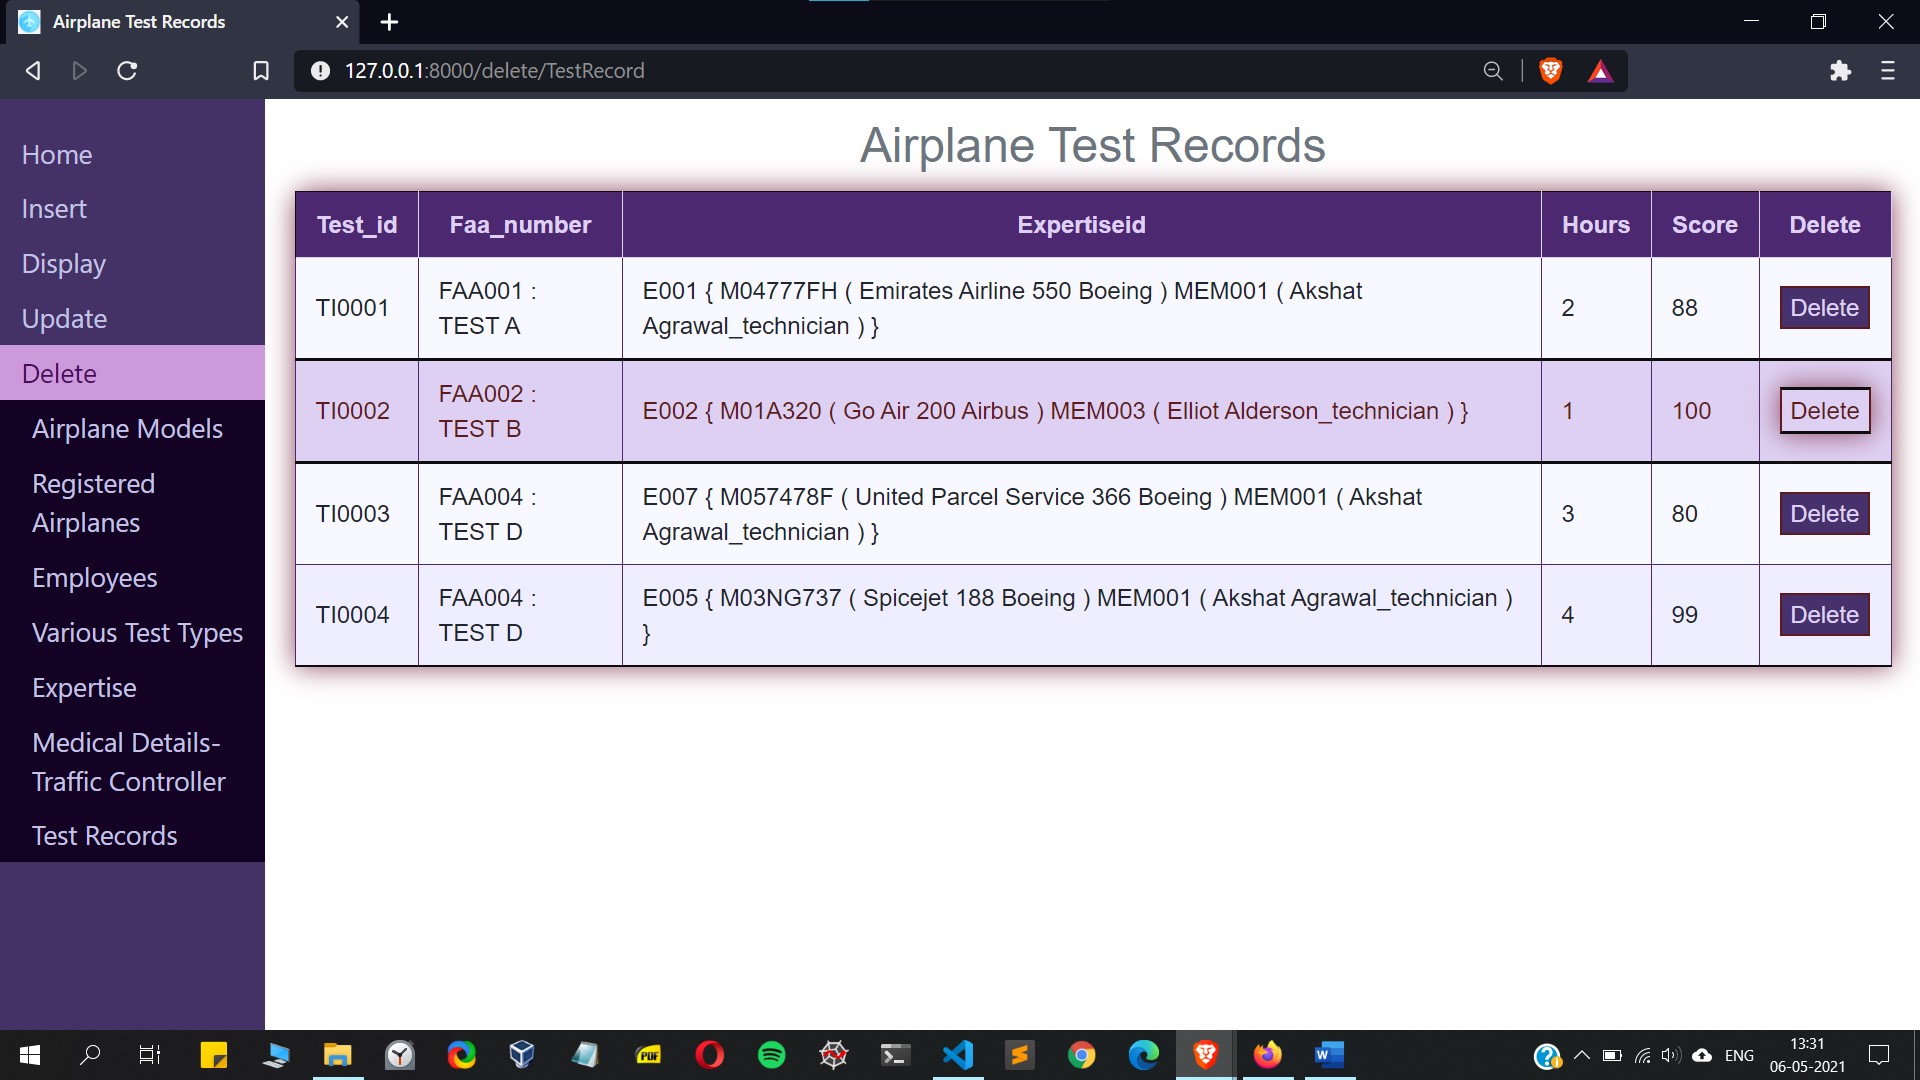 Airplane Test Records
127.0.0.1:8000/delete/TestRecord
Home
Insert
Display
Update
Delete
Airplane Models
Registered
Airplanes
Employees
Various Test Types
Expertise
Medical Details-
Traffic Controller
Test Records
Airplane Test Records
Test_id Faa_number Expertiseid Hours Score Delete
TI0001 FAA001 : TEST A E001 { M04777FH ( Emirates Airline 550 Boeing ) MEM001 ( Akshat Agrawal_technician ) } 2 88 Delete
TI0002 FAA002 : TEST B E002 { M01A320 ( Go Air 200 Airbus ) MEM003 ( Elliot Alderson_technician ) } 1 100 Delete
TI0003 FAA004 : TEST D E007 { M057478F ( United Parcel Service 366 Boeing ) MEM001 ( Akshat Agrawal_technician ) } 3 80 Delete
TI0004 FAA004 : TEST D E005 { M03NG737 ( Spicejet 188 Boeing ) MEM001 ( Akshat Agrawal_technician ) } 4 99 Delete
PDF
ENG
13:31
06-05-2021